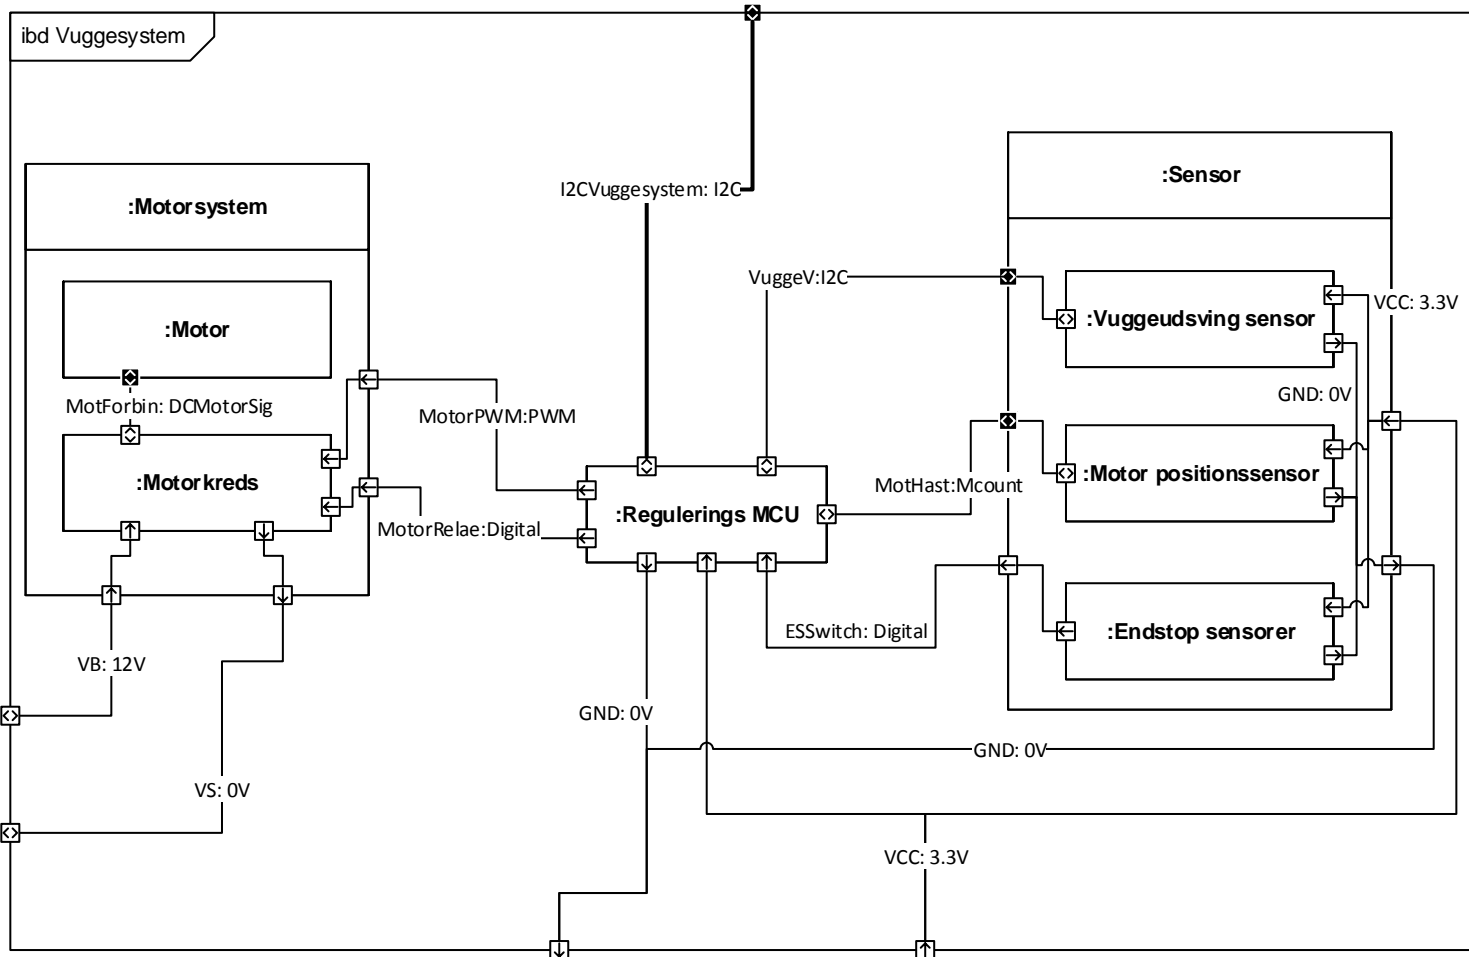 ibd Vuggesystem
:Motorsystem
:Motor
MotForbin: DCMotorSig
:Motorkreds
VB: 12V
VS: 0V
I2CVuggesystem: I2C
VuggeV:I2C
MotorPWM:PWM
MotorRelae:Digital
:Regulerings MCU
MotHast:Mcount
ESSwitch: Digital
GND: 0V
GND: 0V
VCC: 3.3V
:Sensor
:Vuggeudsving sensor
VCC: 3.3V
GND: 0V
:Motor positionssensor
:Endstop sensorer